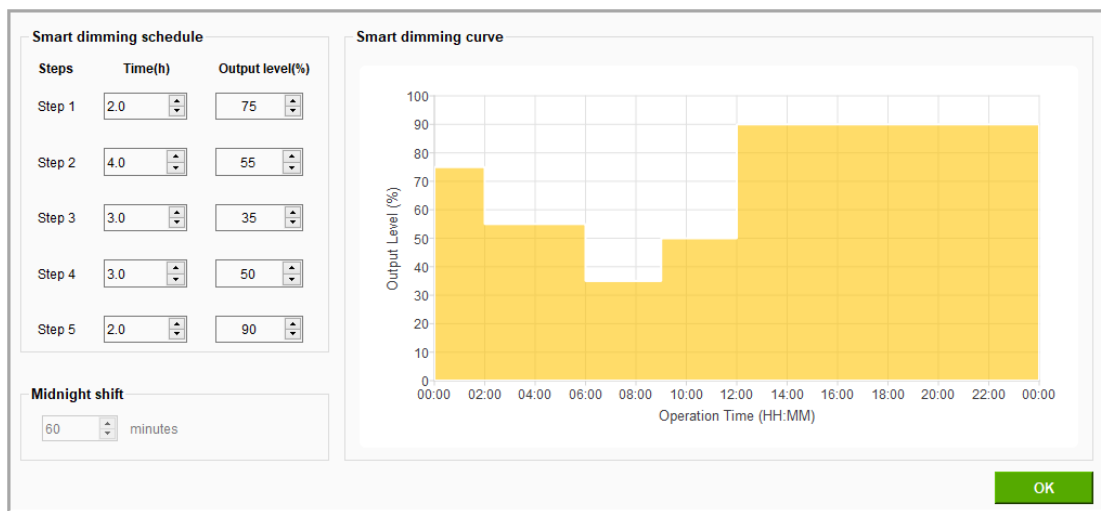 Smart dimming schedule
Steps Time(h) Output level(%)
Step 1 2.0 75
Step 2 4.0 55
Step 3 3.0 35
Step 4 3.0 50
Step 5 2.0 90
Midnight shift
60 minutes
Smart dimming curve
Output Level (%)
100
90
80
70
60
50
40
30
20
10
0
00:00 02:00 04:00 06:00 08:00 10:00 12:00 14:00 16:00 18:00 20:00 22:00 00:00
Operation Time (HH:MM)
OK